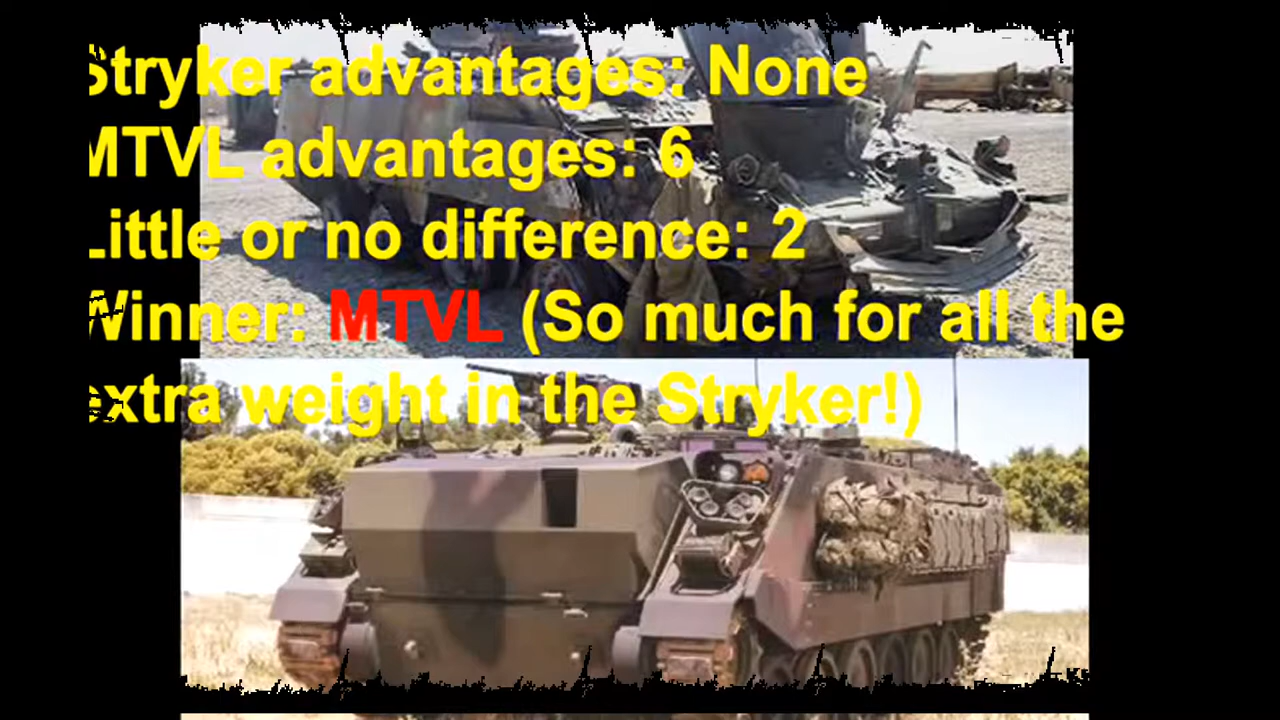 Stryker advantages: None
MTVL advantages: 6
Little or no difference: 2
Winner: MTVL (So much for all the
extra weight in the Stryker!)